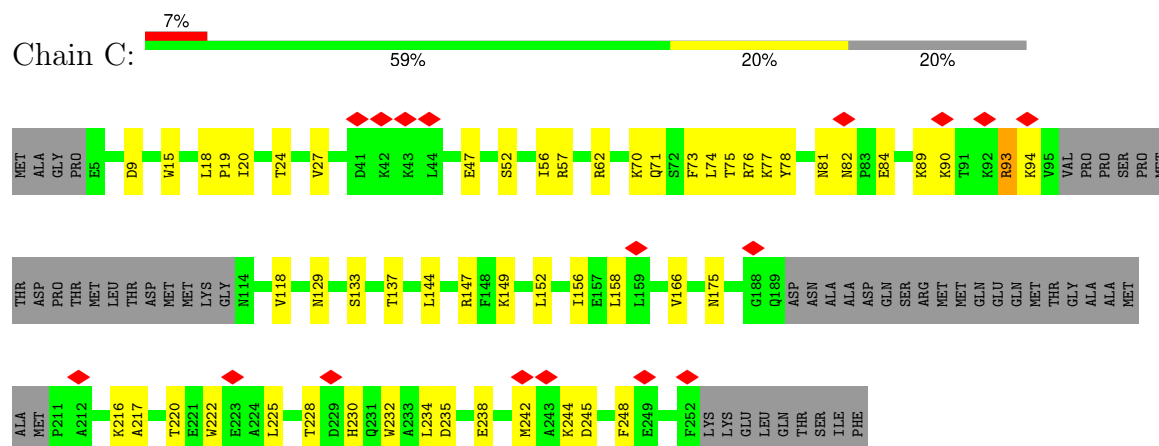 7%
Chain C:
59% 20% 20%
MET ALA GLY PRO E5 D9 W15 L18 P19 I20 T24 V27 D41 K42 K43 L44 E47 S52 I56 R57 R62 K70 Q71 S72 F73 L74 T75 R76 K77 Y78 N81 N82 P83 E84 K89 K90 T91 K92 R93 K94 V95 VAL PRO PRO SER PRO MET
THR ASP PRO THR MET LEU THR ASP MET MET LYS GLY N114 V118 N129 S133 T137 L144 R147 F148 K149 L152 I156 E157 L158 L159 V166 N175 G188 Q189 ASP ASN ALA ALA ASP GLN SER ARG MET MET GLN GLU GLN MET THR GLY ALA ALA MET
ALA MET P211 A212 K216 A217 T220 E221 W222 E223 A224 L225 T228 D229 H230 Q231 W232 A233 L234 D235 E238 M242 A243 K244 D245 F248 E249 F252 LYS LYS GLU LEU GLN THR SER ILE PHE